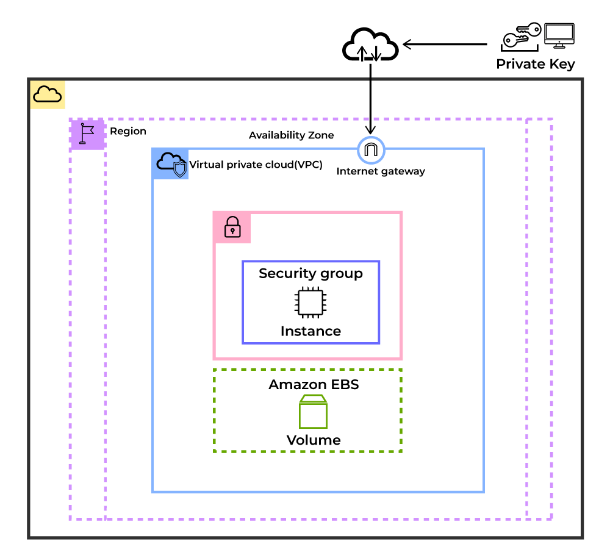 Private Key
Region
Availability Zone
Virtual private cloud(VPC)
Internet gateway
Security group
Instance
Amazon EBS
Volume